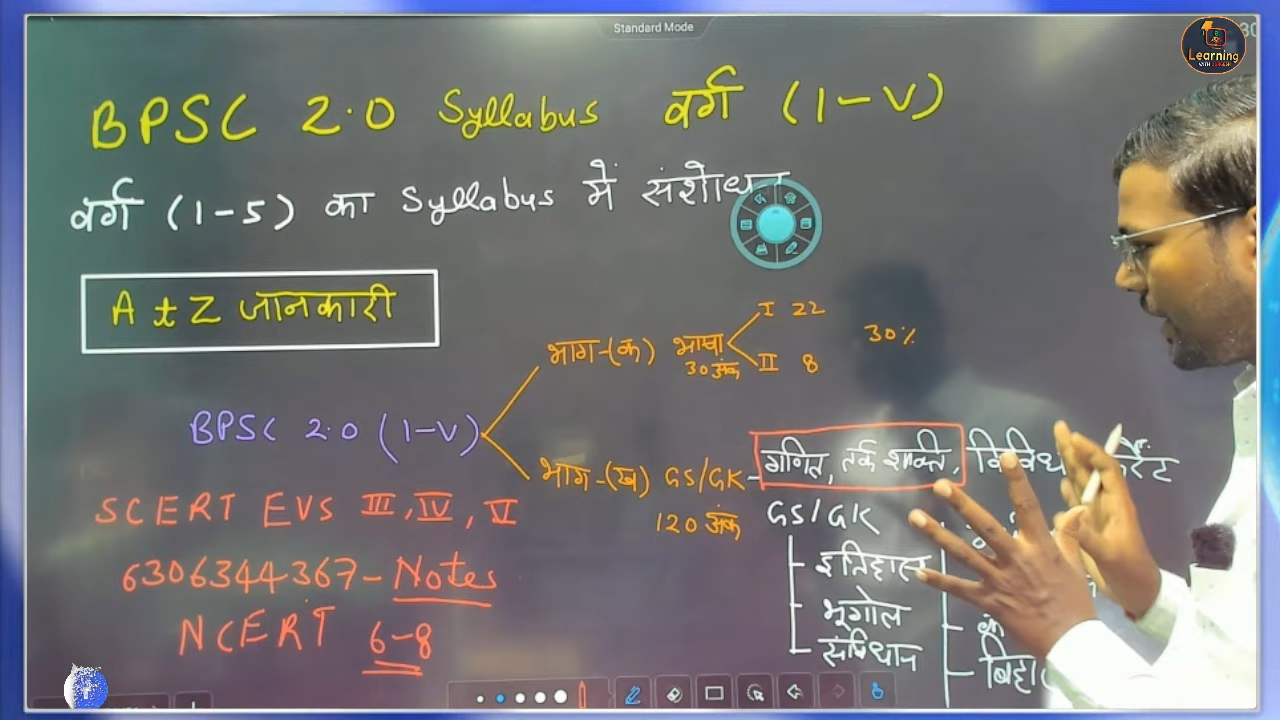 Standard Mode
30
Learning
BPSC 2.0 Syllabus वर्ग (1-V)
वर्ग (1-5) का Syllabus में संशोधन
A to Z जानकारी
I 22
भाग-(क) भाषा 30%
30 अंक II 8
BPSC 2.0 (1-V)
भाग-(ख) GS/GK - गणित, तर्क शक्ति, विविध
120 अंक GS/GK
SCERT EVS III, IV, V
इतिहास
6306344367 - Notes
भूगोल
NCERT 6-8
संविधान